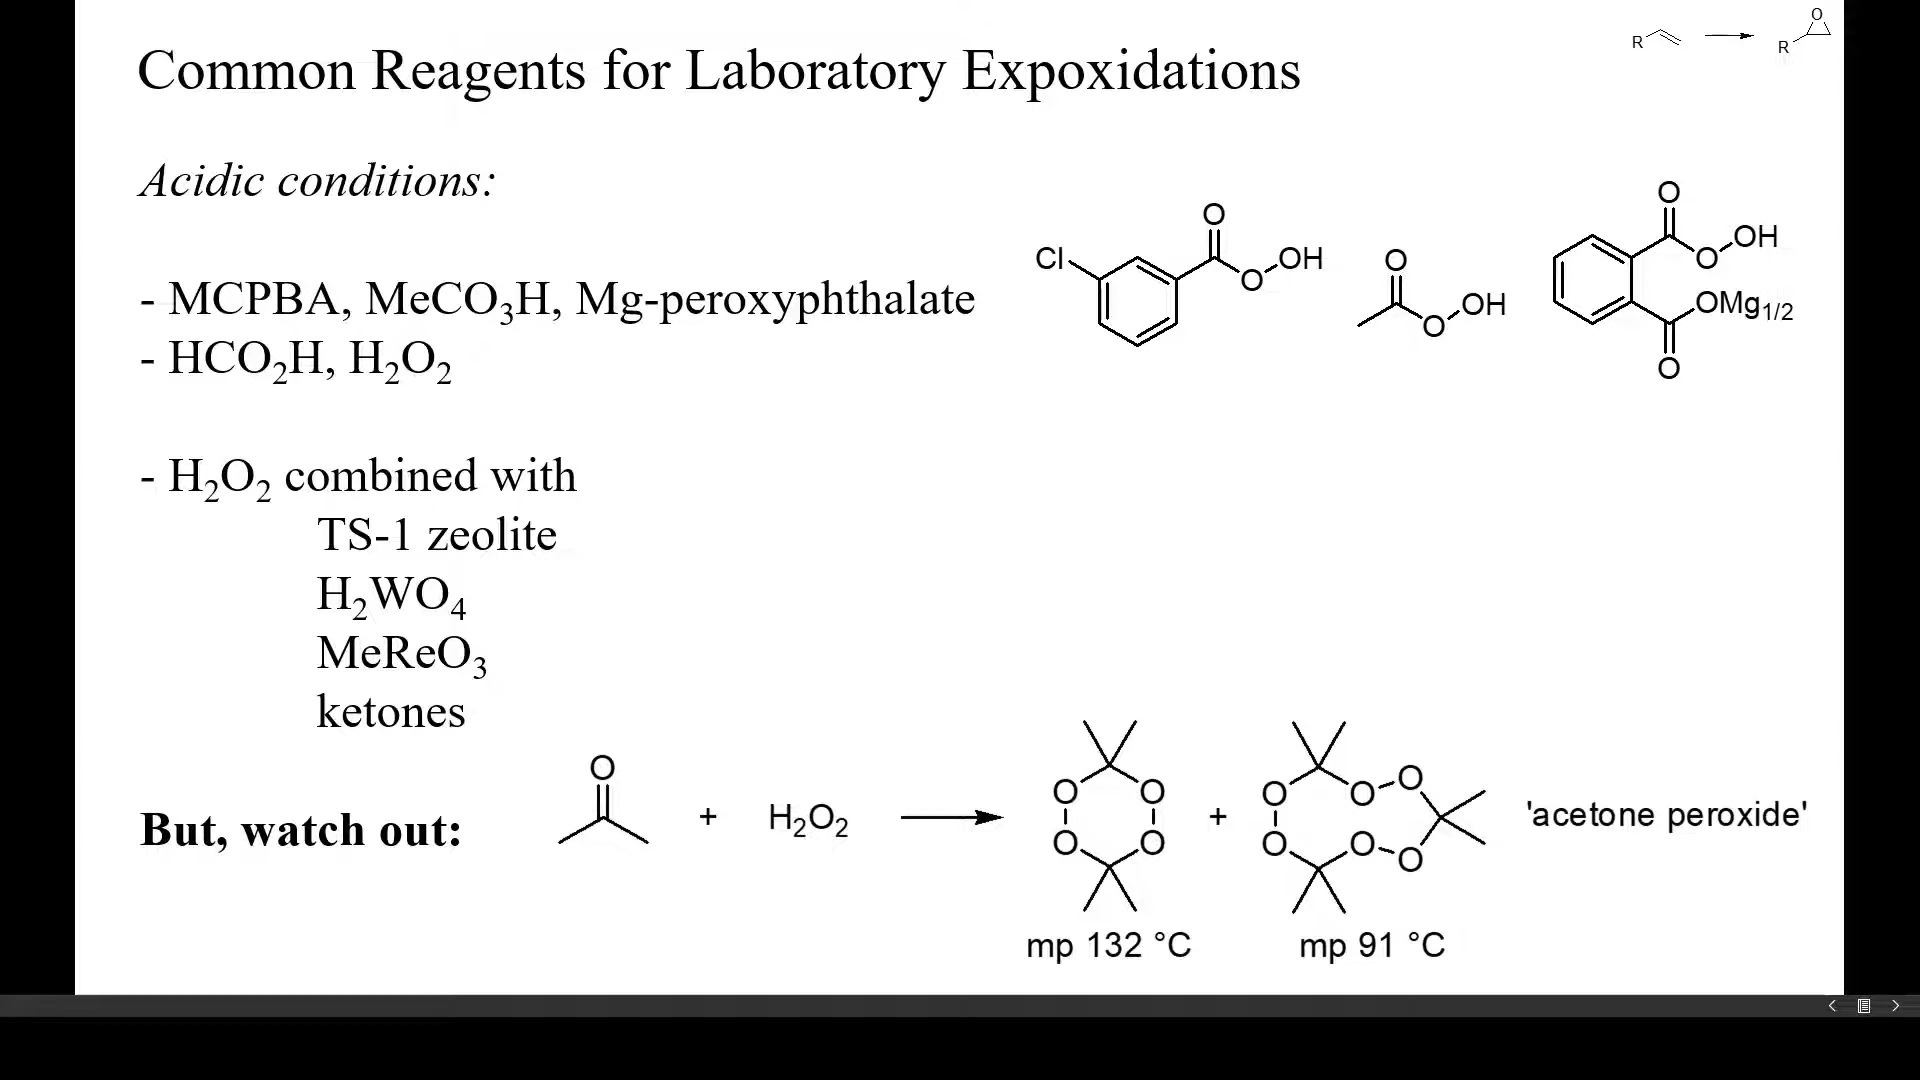 R
O
R
Common Reagents for Laboratory Expoxidations
Acidic conditions:
- MCPBA, MeCO₃H, Mg-peroxyphthalate
- HCO₂H, H₂O₂
Cl
O
O
OH
O
O
OH
O
O
OH
OMg₁/₂
O
- H₂O₂ combined with
TS-1 zeolite
H₂WO₄
MeReO₃
ketones
But, watch out:
O
+
H₂O₂
O
O
O
O
+
O
O
O
O
O
O
'acetone peroxide'
mp 132 °C
mp 91 °C